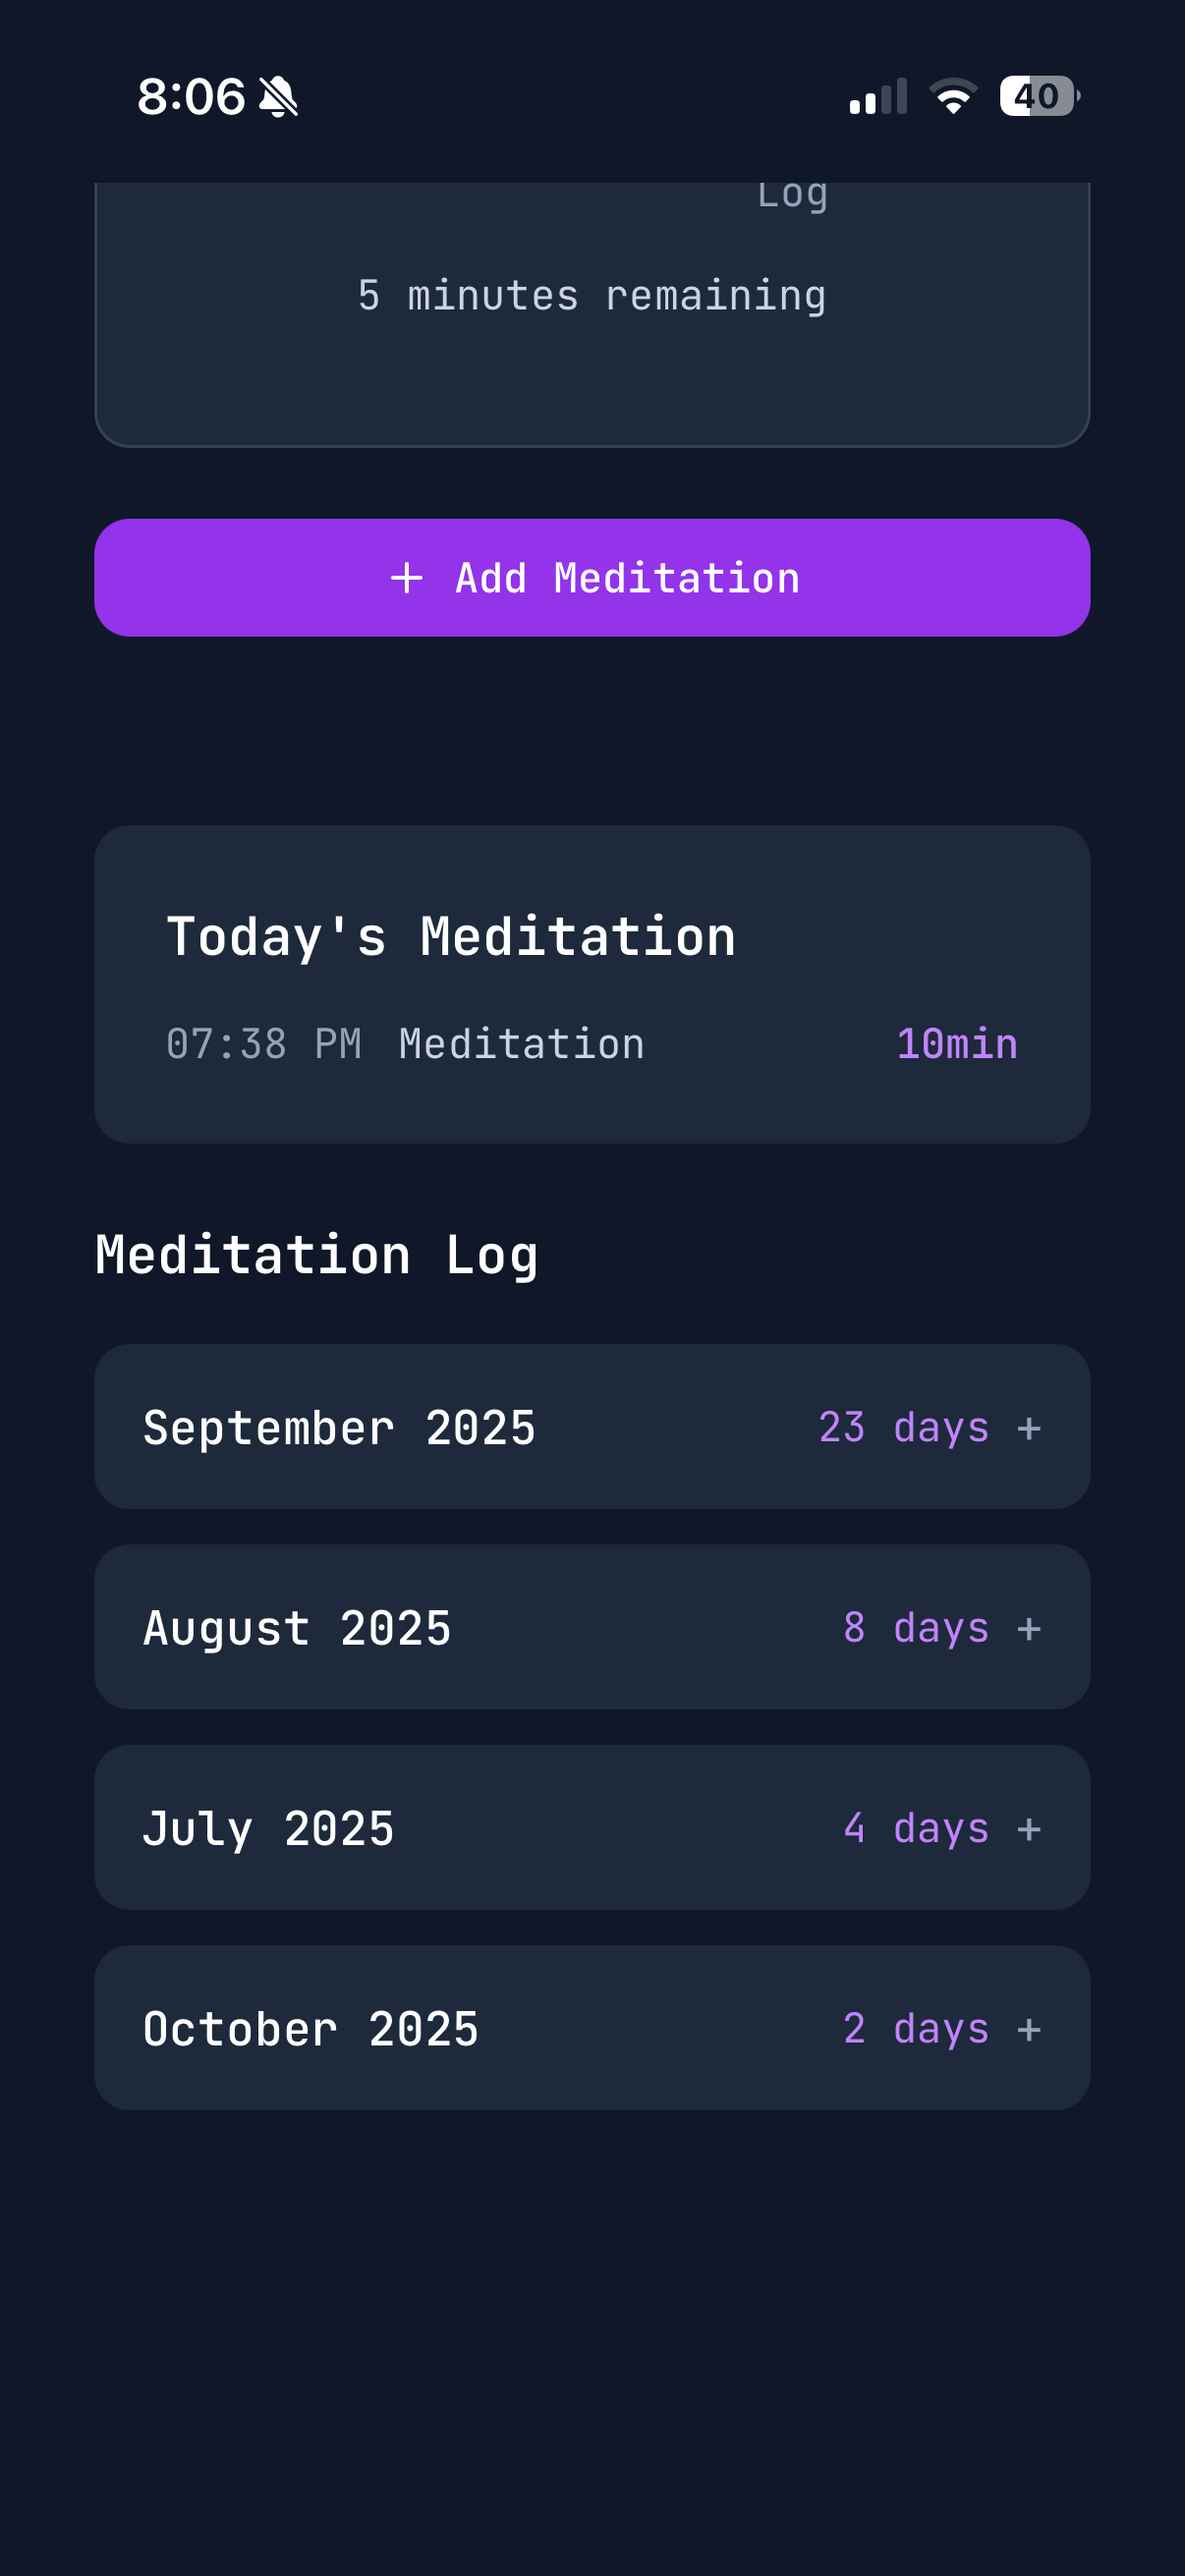 8:06 40
Log
5 minutes remaining
+ Add Meditation
Today's Meditation
07:38 PM Meditation 10min
Meditation Log
September 2025 23 days +
August 2025 8 days +
July 2025 4 days +
October 2025 2 days +